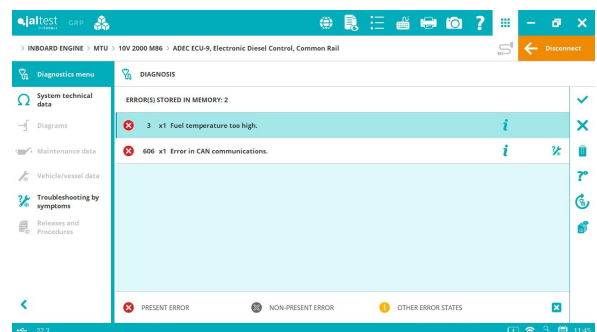 jaltest GRP
INBOARD ENGINE > MTU > 10V 2000 M86 > ADEC ECU-9, Electronic Diesel Control, Common Rail
Disconnect
Diagnostics menu
DIAGNOSIS
System technical
data
ERROR(S) STORED IN MEMORY: 2
Diagrams
3 x1 Fuel temperature too high.
Maintenance data
606 x1 Error in CAN communications.
Vehicle/vessel data
Troubleshooting by
symptoms
Releases and
Procedures
PRESENT ERROR
NON-PRESENT ERROR
OTHER ERROR STATES
22.3
11:45